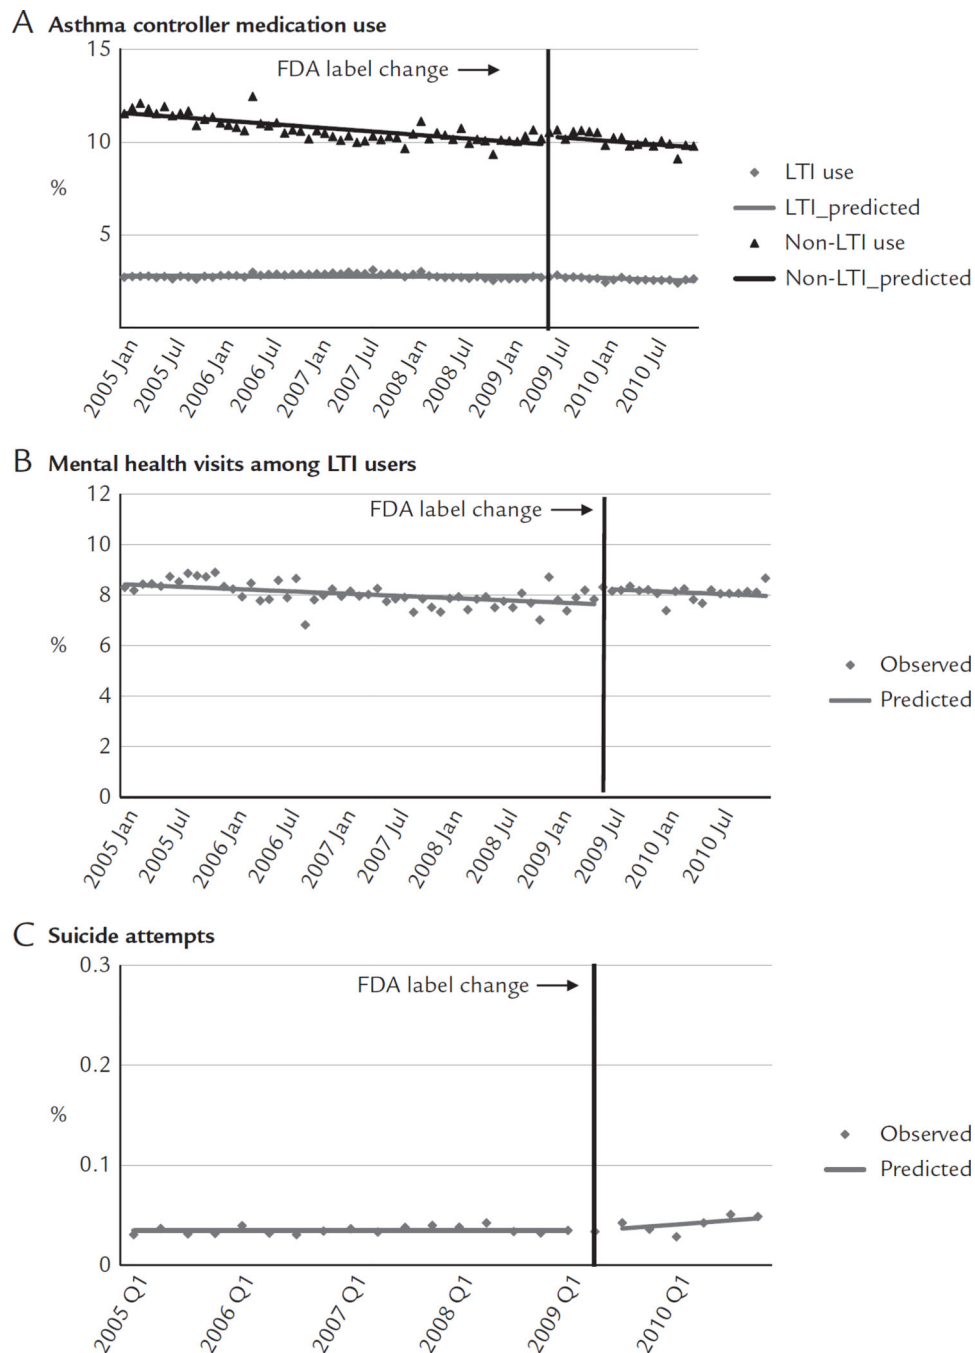 A Asthma controller medication use
15
FDA label change
10
%
5
LTI use
LTI_predicted
Non-LTI use
Non-LTI_predicted
2005 Jan
2005 Jul
2006 Jan
2006 Jul
2007 Jan
2007 Jul
2008 Jan
2008 Jul
2009 Jan
2009 Jul
2010 Jan
2010 Jul
B Mental health visits among LTI users
12
FDA label change
10
8
%
6
4
2
0
Observed
Predicted
2005 Jan
2005 Jul
2006 Jan
2006 Jul
2007 Jan
2007 Jul
2008 Jan
2008 Jul
2009 Jan
2009 Jul
2010 Jan
2010 Jul
C Suicide attempts
0.3
FDA label change
0.2
%
0.1
0
Observed
Predicted
2005 Q1
2006 Q1
2007 Q1
2008 Q1
2009 Q1
2010 Q1